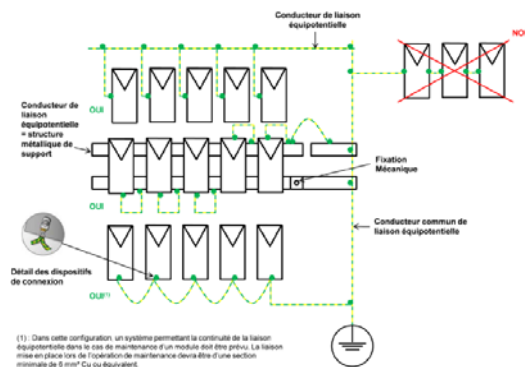 Conducteur de liaison
équipotentielle
NON
OUI
Conducteur de
liaison
équipotentielle
= structure
métallique de
support
Fixation
Mécanique
OUI
Conducteur commun de
liaison équipotentielle
Détail des dispositifs
de connexion
OUI(1)
(1) : Dans cette configuration, un système permettant la continuité de la liaison
équipotentielle dans le cas de maintenance d'un module doit être prévu. La liaison
mise en place lors de l'opération de maintenance devra être d'une section
minimale de 6 mm² Cu ou équivalent.